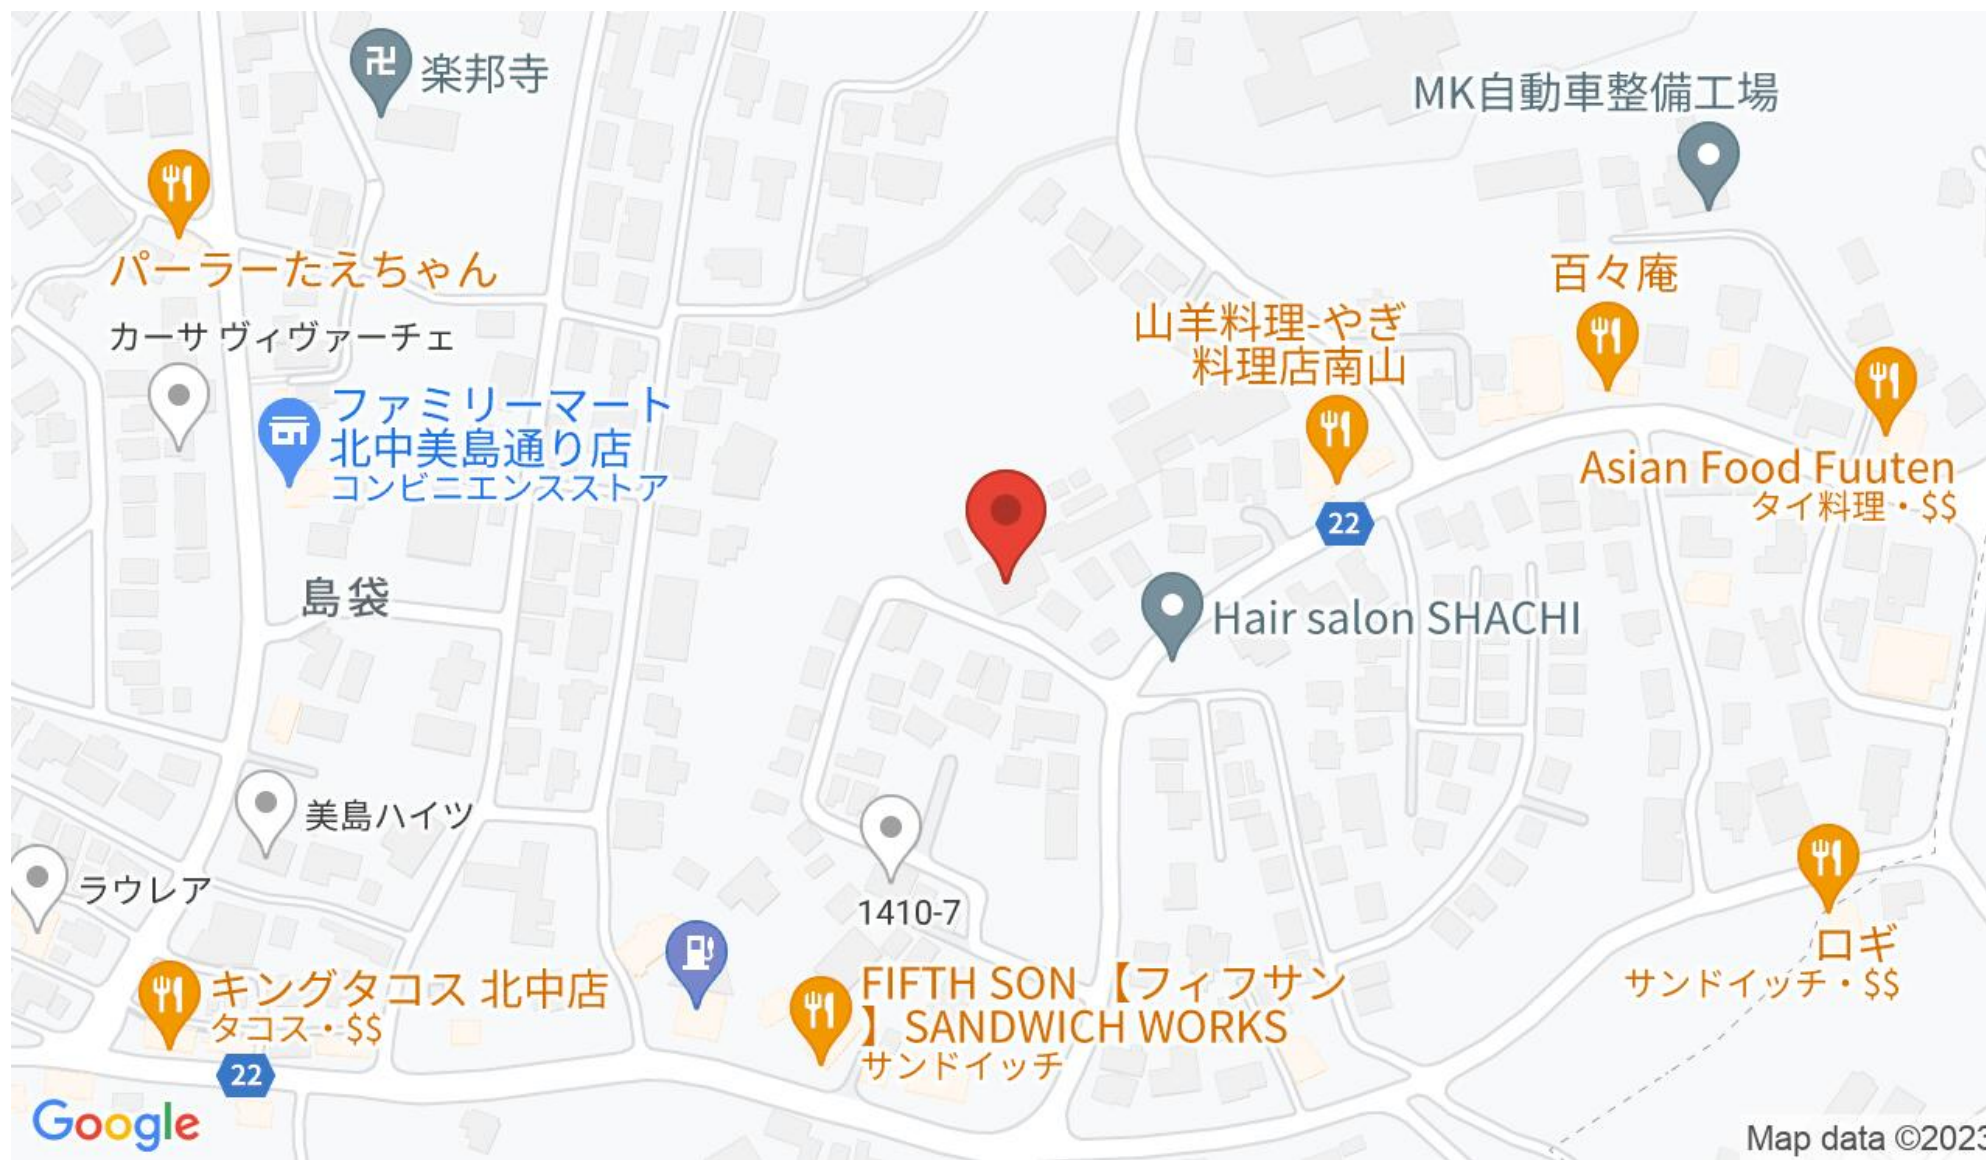 楽邦寺
MK自動車整備工場
パーラーたえちゃん
百々庵
カーサ ヴィヴァーチェ
山羊料理-やぎ
料理店南山
ファミリーマート
北中美島通り店
コンビニエンスストア
Asian Food Fuuten
タイ料理・$$
22
島袋
Hair salon SHACHI
美島ハイツ
ラウレア
1410-7
ロギ
サンドイッチ・$$
キングタコス 北中店
タコス・$$
FIFTH SON 【フィフサン
】SANDWICH WORKS
サンドイッチ
22
Google
Map data ©2023